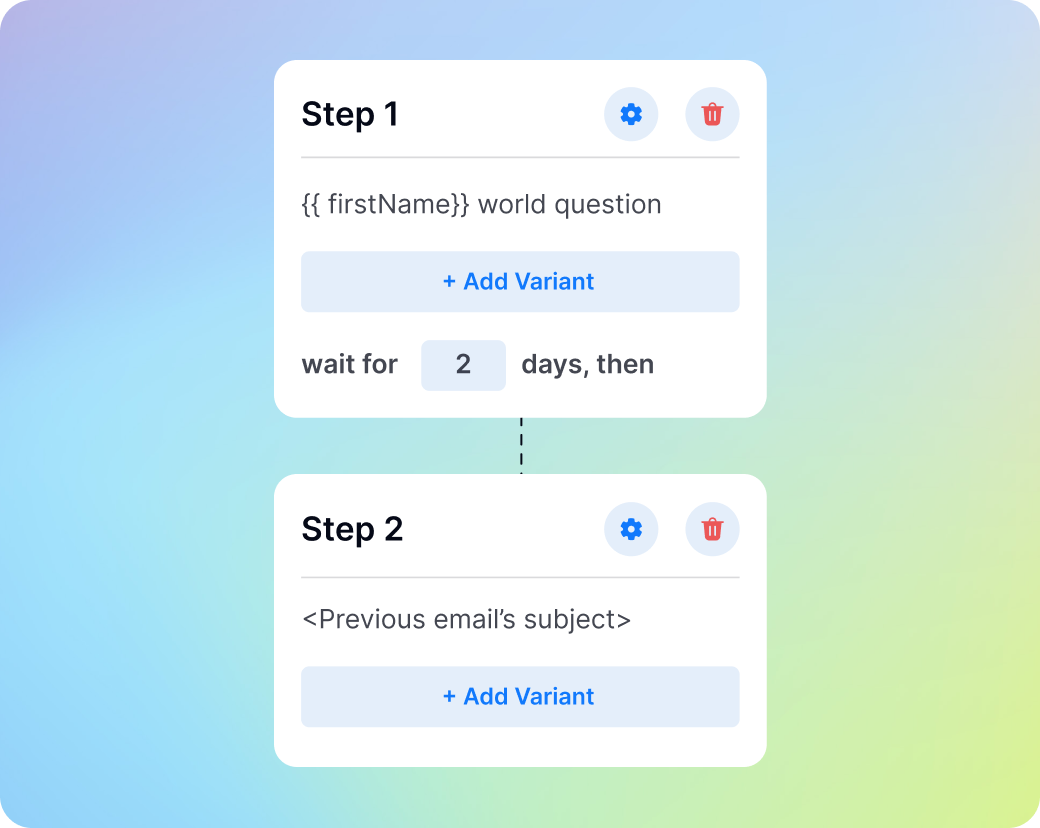 Step 1
{{ firstName}} world question
+ Add Variant
wait for 2 days, then
Step 2
<Previous email’s subject>
+ Add Variant